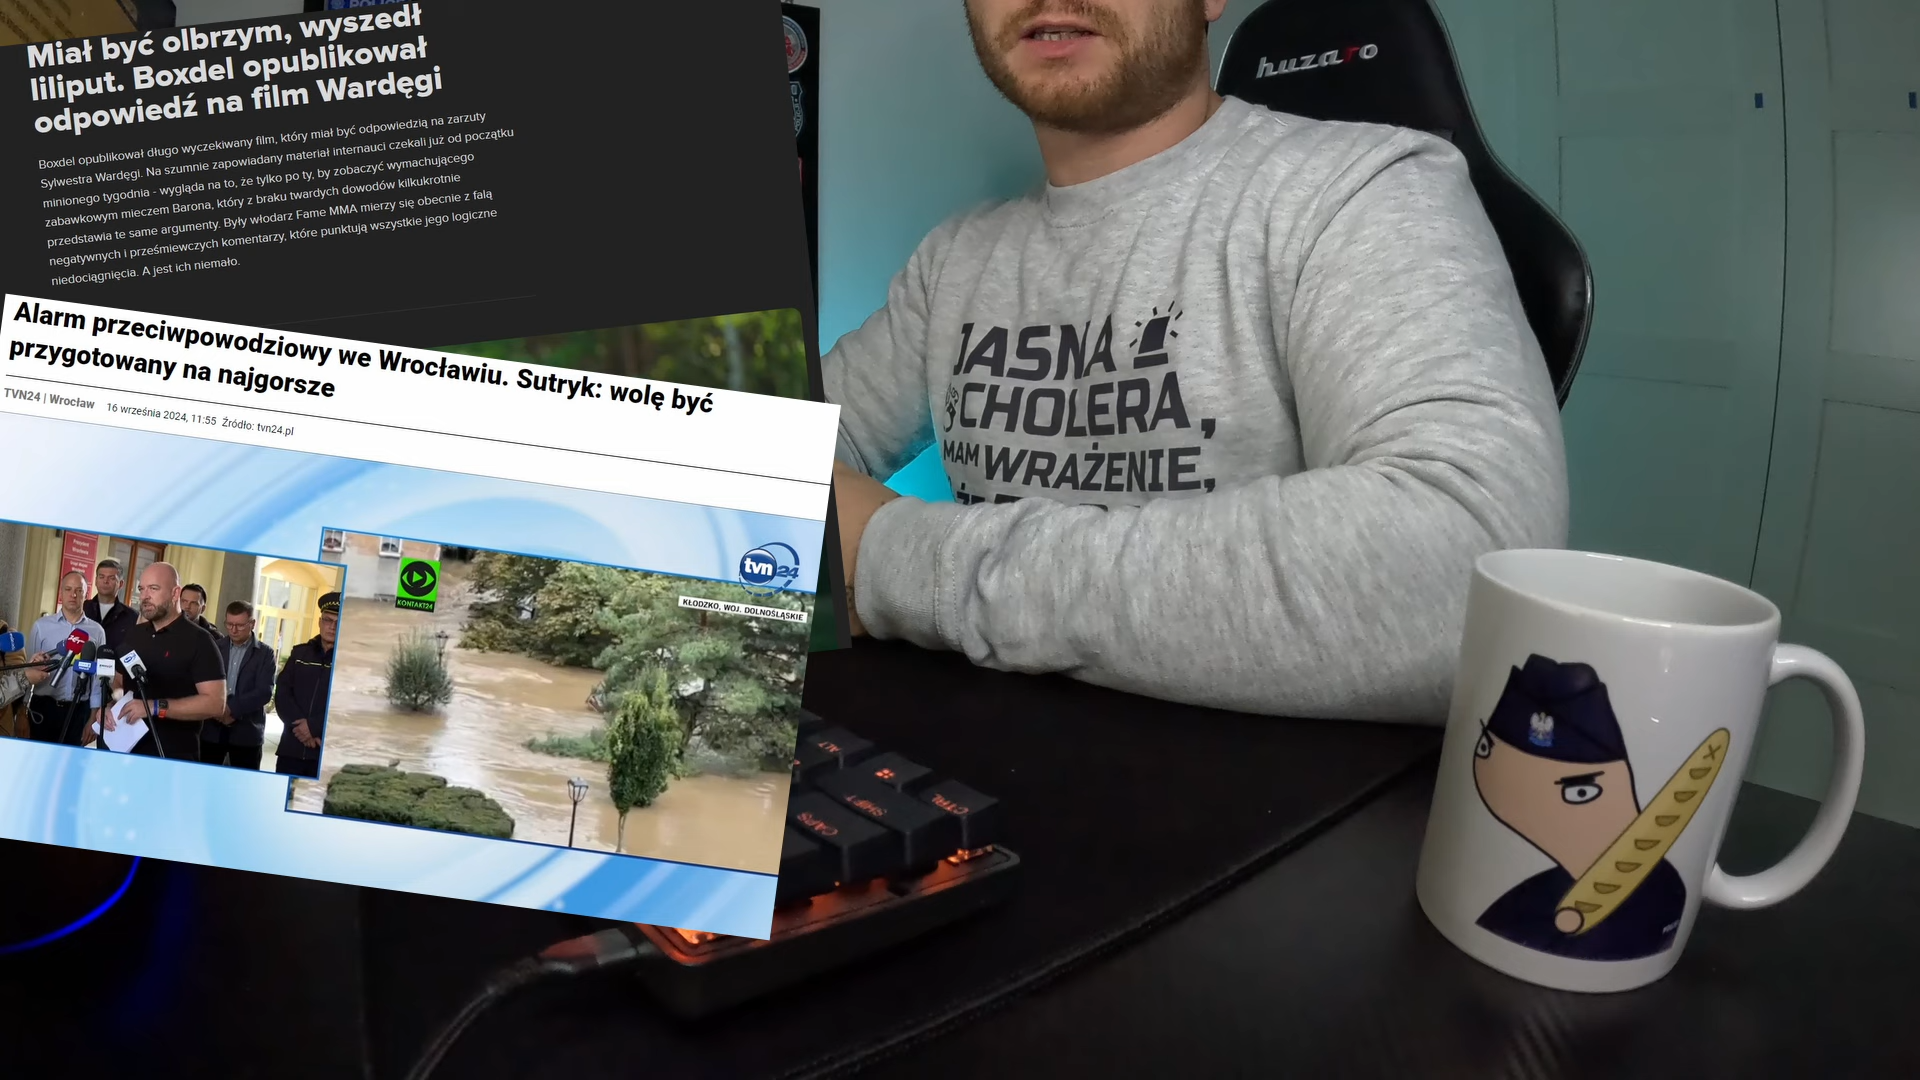 Miał być olbrzym, wyszedł
liliput. Boxdel opublikował
odpowiedź na film Wardęgi
Boxdel opublikował długo wyczekiwany film, który miał być odpowiedzią na zarzuty
Sylwestra Wardęgi. Na szumnie zapowiadany materiał internauci czekali już od początku
minionego tygodnia - wygląda na to, że tylko po ty, by zobaczyć wymachującego
zabawkowym mieczem Barona, który z braku twardych dowodów kilkukrotnie
przedstawia te same argumenty. Były włodarz Fame MMA mierzy się obecnie z falą
negatywnych i prześmiewczych komentarzy, które punktują wszystkie jego logiczne
niedociągnięcia. A jest ich niemało.
Alarm przeciwpowodziowy we Wrocławiu. Sutryk: wolę być
przygotowany na najgorsze
TVN24 | Wrocław 16 września 2024, 11:55 Źródło: tvn24.pl
tvn24
KŁODZKO, WOJ. DOLNOŚLĄSKIE
KONTAKT24
huzaro
JASNA
CHOLERA,
MAM WRAŻENIE,
ALT
SHIFT
CTRL
CAPS